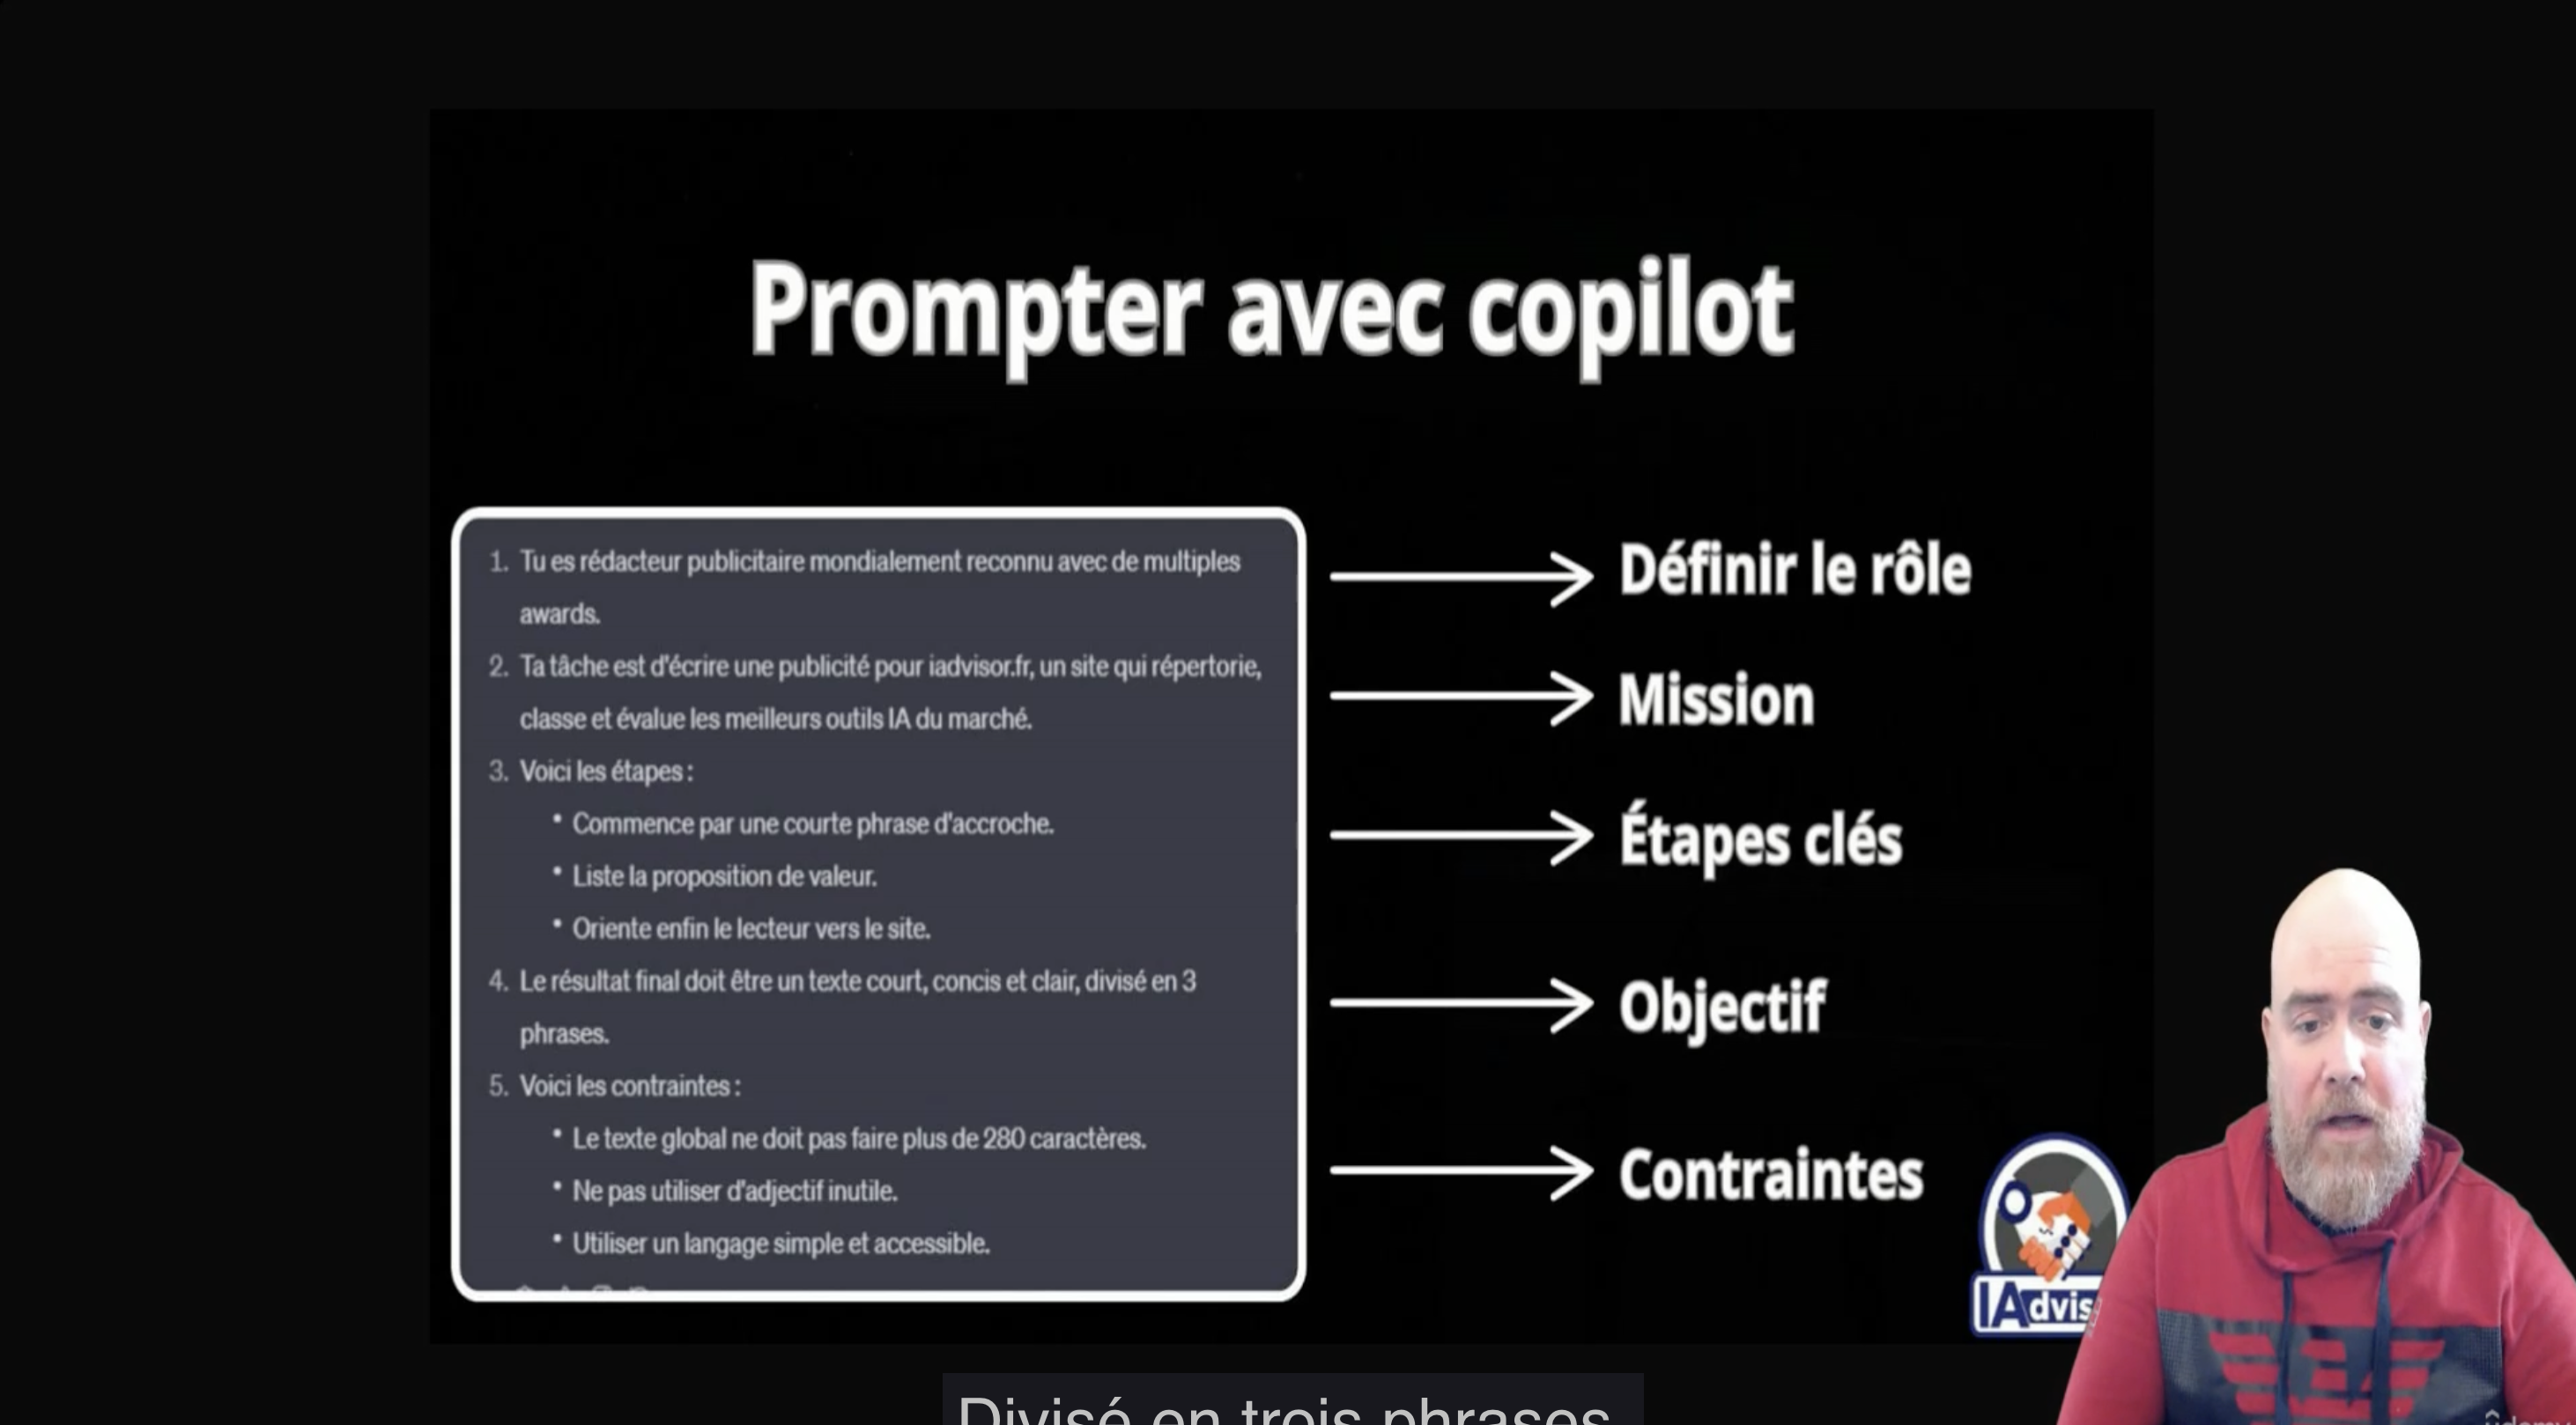 Prompter avec copilot
1. Tu es rédacteur publicitaire mondialement reconnu avec de multiples
awards.
2. Ta tâche est d'écrire une publicité pour iadvisor.fr, un site qui répertorie,
classe et évalue les meilleurs outils IA du marché.
3. Voici les étapes :
• Commence par une courte phrase d'accroche.
• Liste la proposition de valeur.
• Oriente enfin le lecteur vers le site.
4. Le résultat final doit être un texte court, concis et clair, divisé en 3
phrases.
5. Voici les contraintes :
• Le texte global ne doit pas faire plus de 280 caractères.
• Ne pas utiliser d'adjectif inutile.
• Utiliser un langage simple et accessible.
Définir le rôle
Mission
Étapes clés
Objectif
Contraintes
IAdvis
Divisé en trois phrases